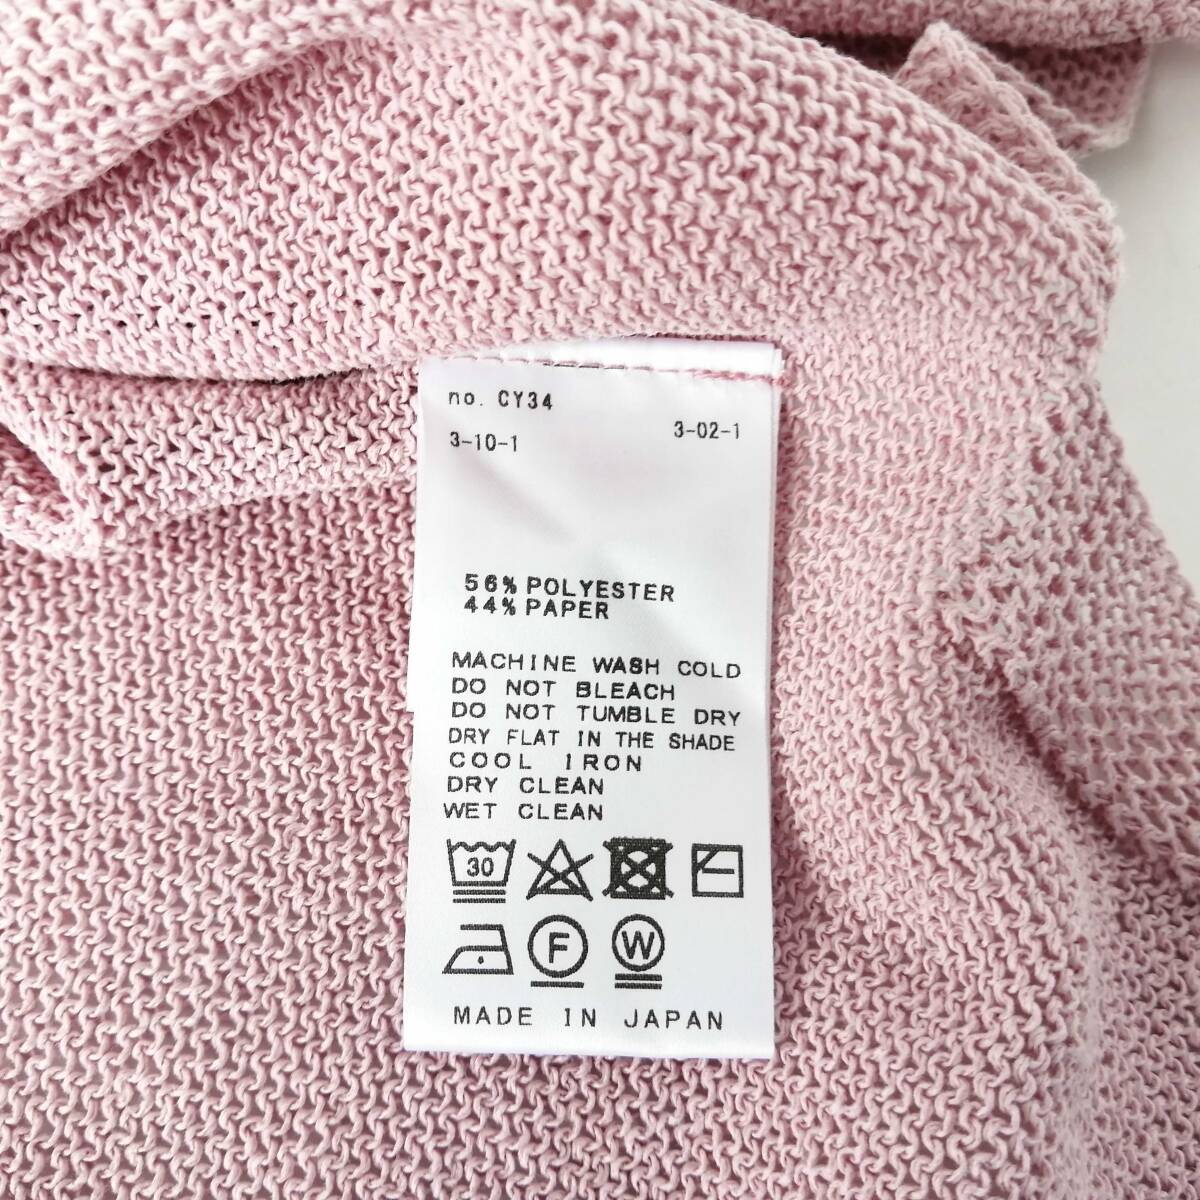 no. CY34
3-10-1 3-02-1
56% POLYESTER
44% PAPER
MACHINE WASH COLD
DO NOT BLEACH
DO NOT TUMBLE DRY
DRY FLAT IN THE SHADE
COOL IRON
DRY CLEAN
WET CLEAN
30
F W
MADE IN JAPAN